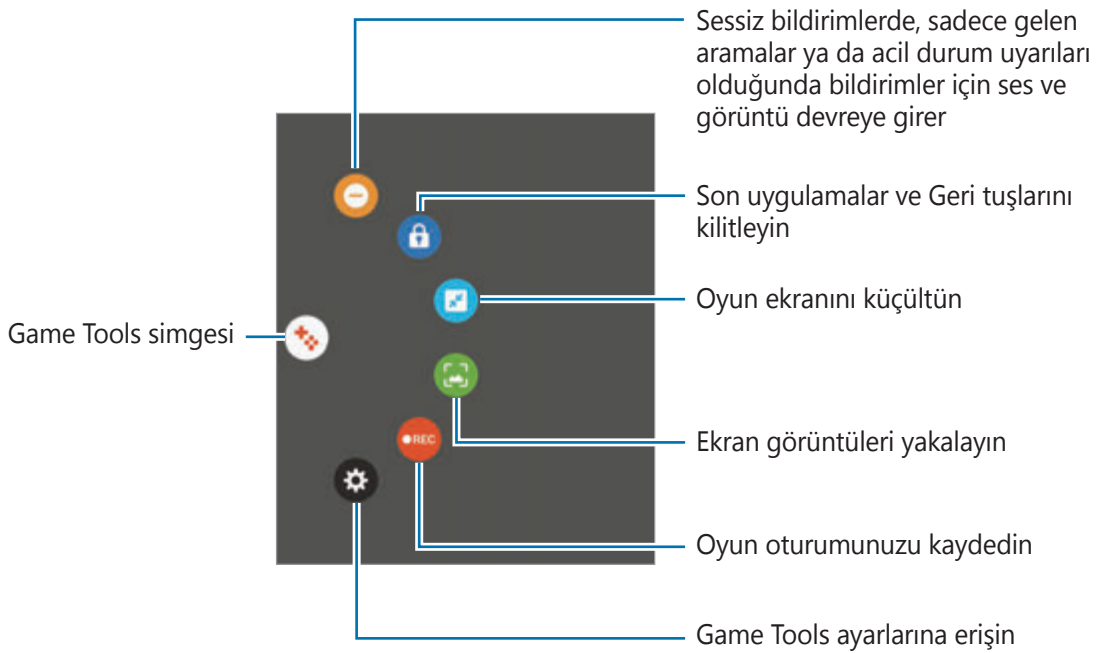 Sessiz bildirimlerde, sadece gelen
aramalar ya da acil durum uyarıları
olduğunda bildirimler için ses ve
görüntü devreye girer
Son uygulamalar ve Geri tuşlarını
kilitleyin
Oyun ekranını küçültün
Game Tools simgesi
Ekran görüntüleri yakalayın
REC
Oyun oturumunuzu kaydedin
Game Tools ayarlarına erişin